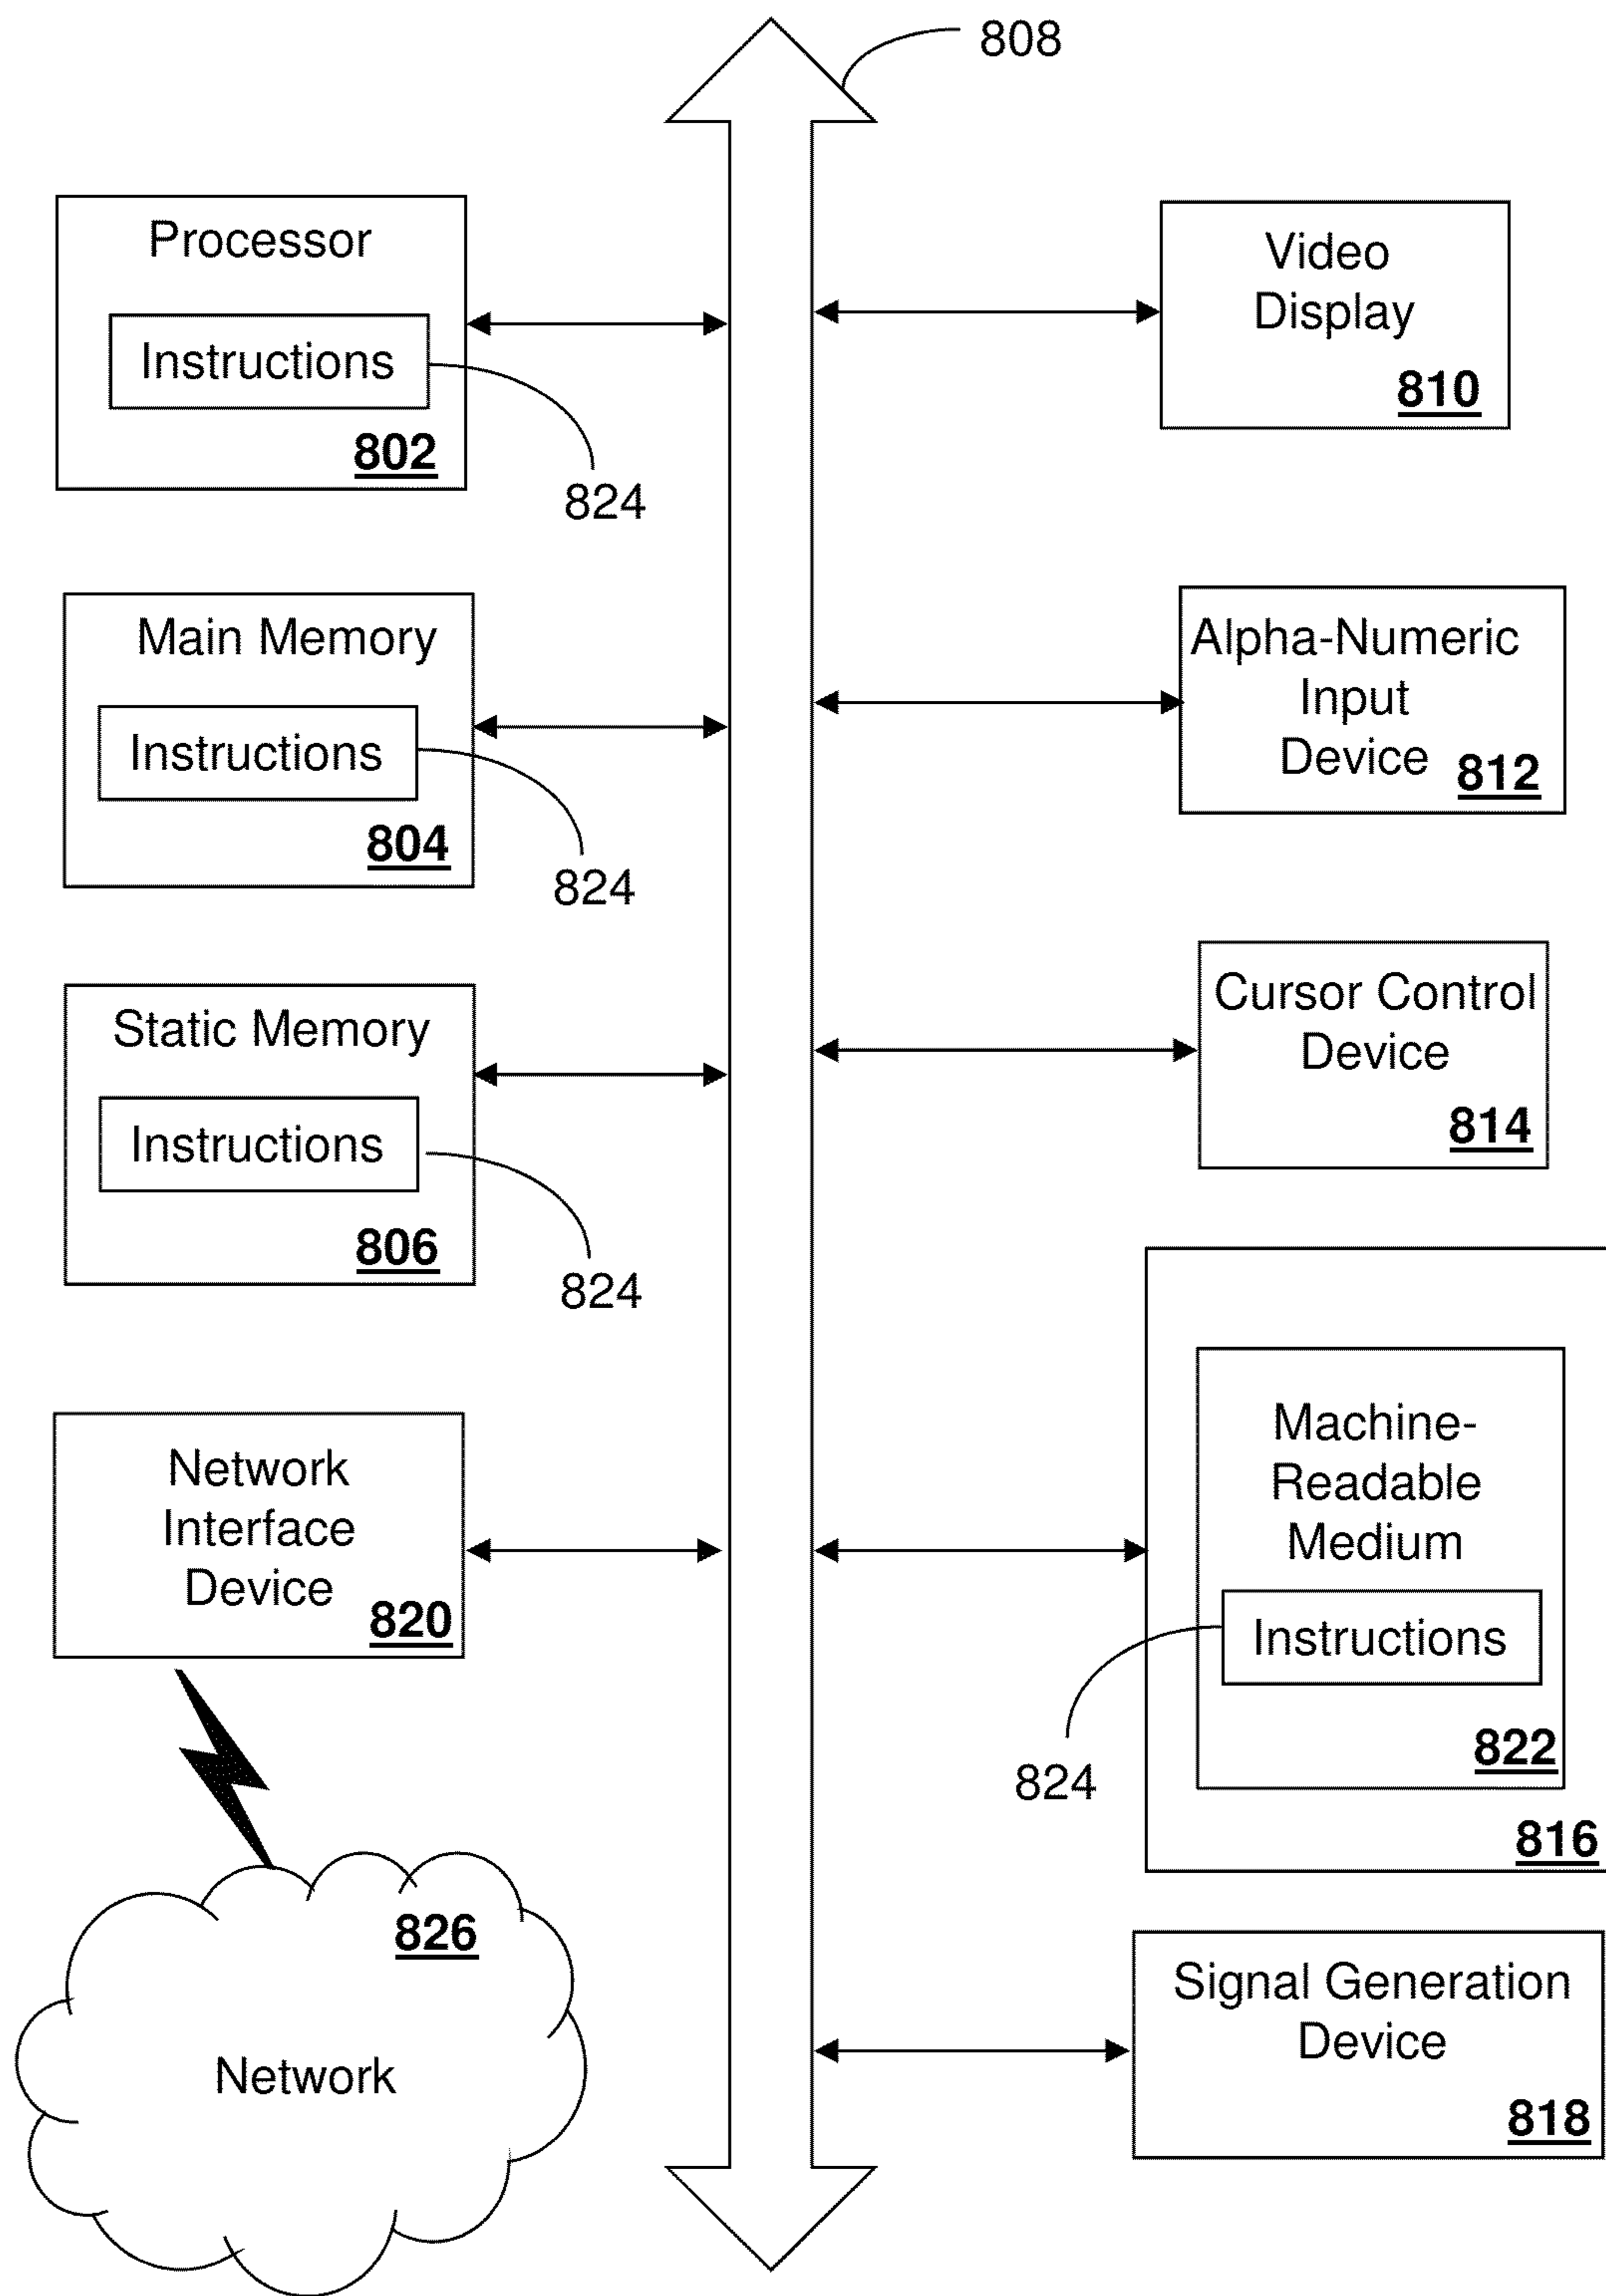 808
Processor
Instructions
802
824
Main Memory
Instructions
804
824
Static Memory
Instructions
806
824
Network
Interface
Device
820
826
Network
Video
Display
810
Alpha-Numeric
Input
Device
812
Cursor Control
Device
814
Machine-
Readable
Medium
Instructions
824
822
816
Signal Generation
Device
818